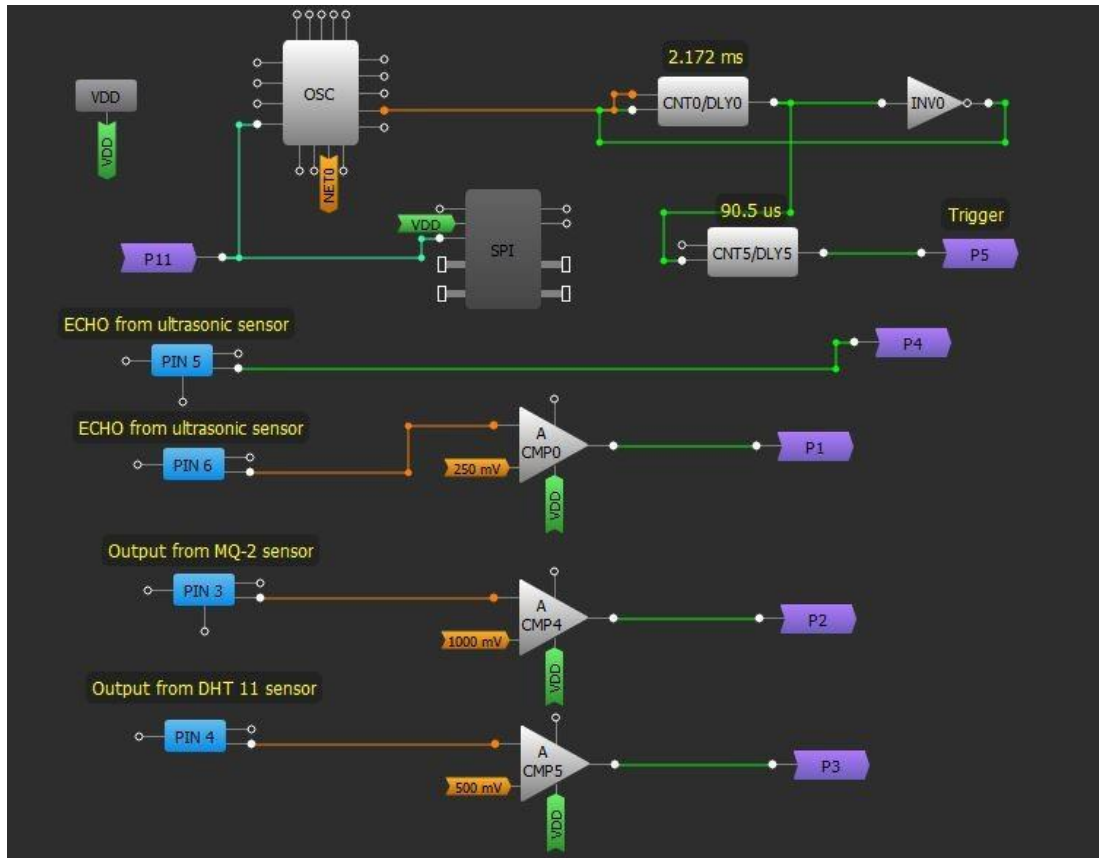 2.172 ms
VDD
OSC
CNT0/DLY0
INV0
VDD
NET0
VDD
90.5 us
Trigger
P11
SPI
CNT5/DLY5
P5
ECHO from ultrasonic sensor
PIN 5
P4
ECHO from ultrasonic sensor
A
CMP0
PIN 6
250 mV
P1
VDD
Output from MQ-2 sensor
PIN 3
A
CMP4
1000 mV
P2
VDD
Output from DHT 11 sensor
PIN 4
A
CMP5
500 mV
P3
VDD